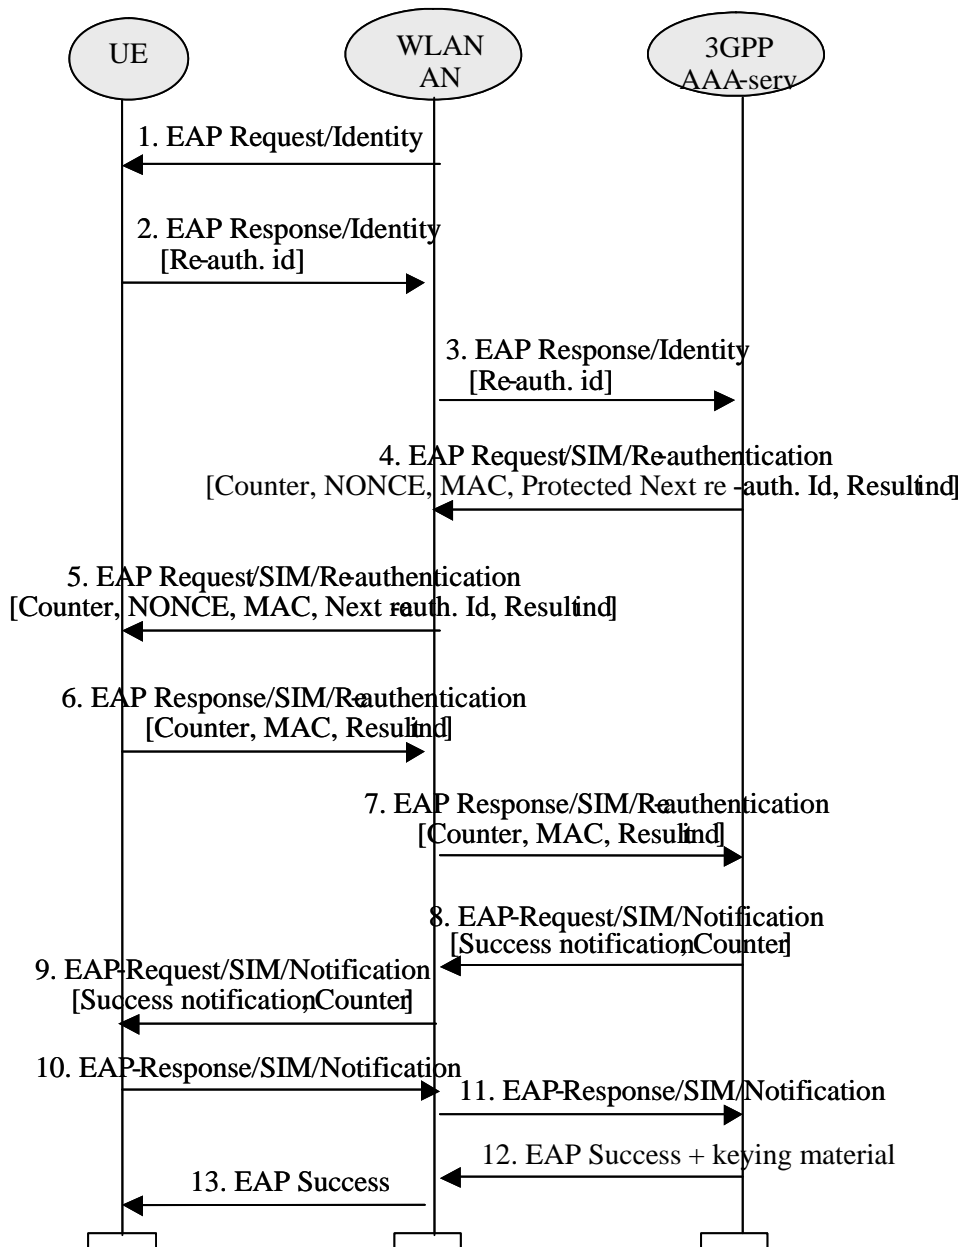 UE
WLAN
AN
3GPP
AAA-serv
1. EAP Request/Identity
2. EAP Response/Identity
[Re-auth. id]
3. EAP Response/Identity
[Re-auth. id]
4. EAP Request/SIM/Re-authentication
[Counter, NONCE, MAC, Protected Next re-auth. Id, Result ind]
5. EAP Request/SIM/Re-authentication
[Counter, NONCE, MAC, Next re-auth. Id, Result ind]
6. EAP Response/SIM/Re-authentication
[Counter, MAC, Result ind]
7. EAP Response/SIM/Re-authentication
[Counter, MAC, Result ind]
8. EAP-Request/SIM/Notification
[Success notification, Counter]
9. EAP-Request/SIM/Notification
[Success notification, Counter]
10. EAP-Response/SIM/Notification
11. EAP-Response/SIM/Notification
12. EAP Success + keying material
13. EAP Success